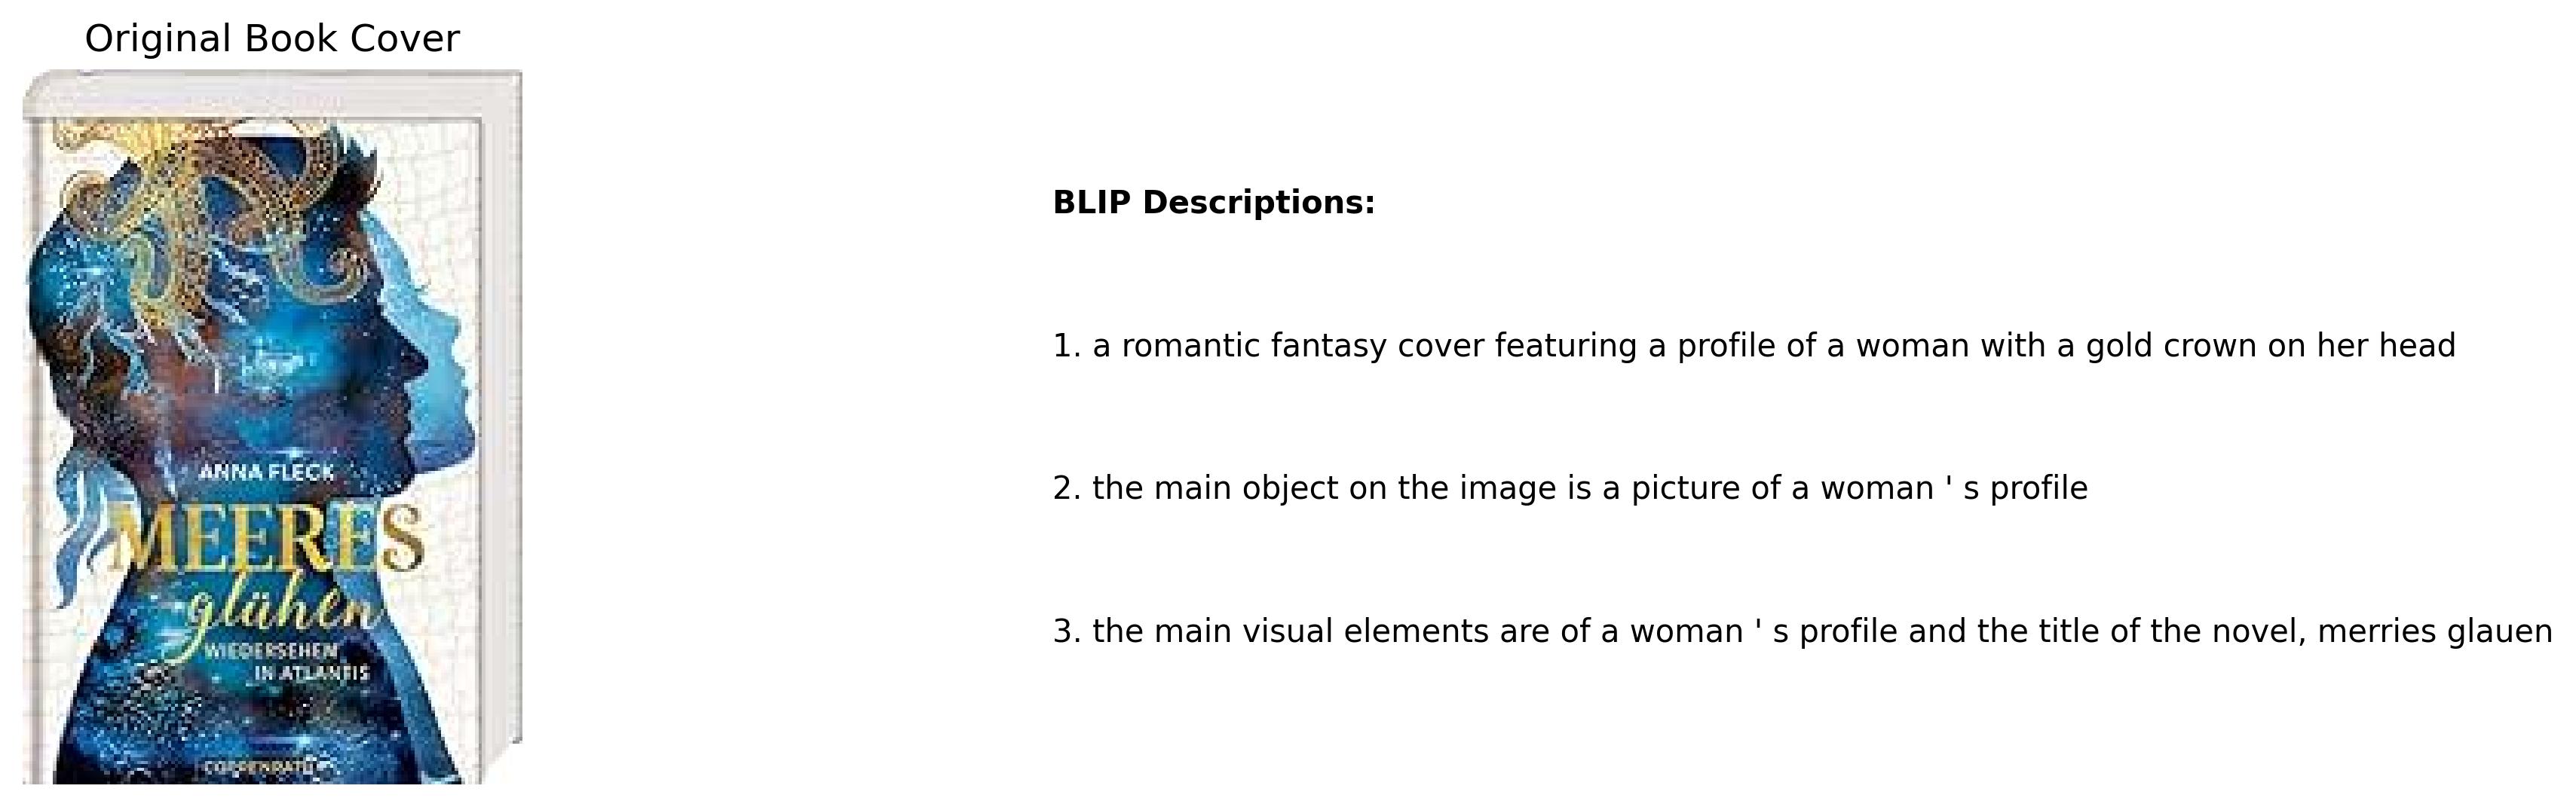 Original Book Cover
ANNA FLECK
MEERES
glühen
WIEDERSEHEN
IN ATLANTIS
COPPENRATH
BLIP Descriptions:
1. a romantic fantasy cover featuring a profile of a woman with a gold crown on her head
2. the main object on the image is a picture of a woman ' s profile
3. the main visual elements are of a woman ' s profile and the title of the novel, merries glauen